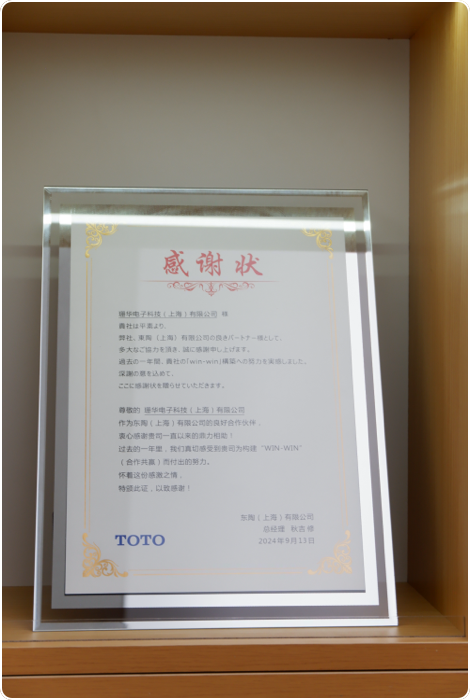 感谢状
华电子科技（上海）有限公司 様
貴社は平素より、
弊社、東陶（上海）有限公司の良きパートナー様として、
多大なご協力を頂き、誠に感謝申し上げます。
過去の一年間、貴社の「win-win」構築への努力を実感しました。
深謝の意を込めて、
ここに感謝状を贈らせていただきます。
尊敬的 华电子科技（上海）有限公司
作为东陶（上海）有限公司的良好合作伙伴，
衷心感谢贵司一直以来的鼎力相助！
过去的一年里，我们真切感受到贵司为构建“WIN-WIN”
（合作共赢）而付出的努力。
怀着这份感谢之情，
特颁此证，以致感谢！
东陶（上海）有限公司
总经理 秋吉 修
2024年9月13日
TOTO